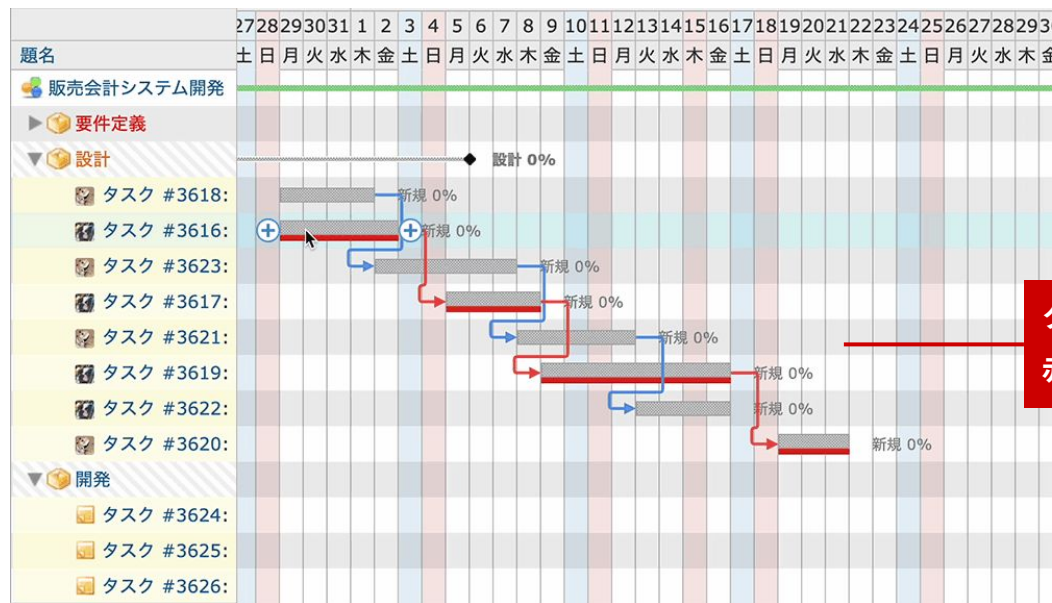 27 28 29 30 31 1 2 3 4 5 6 7 8 9 10 11 12 13 14 15 16 17 18 19 20 21 22 23 24 25 26 27 28 29
題名 土 日 月 火 水 木 金 土 日 月 火 水 木 金 土 日 月 火 水 木 金 土 日 月 火 水 木 金 土 日 月 火 水 木
販売会計システム開発
要件定義
設計 設計 0%
タスク #3618: 新規 0%
タスク #3616: 新規 0%
タスク #3623: 新規 0%
タスク #3617: 新規 0%
タスク #3621: 新規 0%
タスク #3619: 新規 0%
タスク #3622: 新規 0%
タスク #3620: 新規 0%
開発
タスク #3624:
タスク #3625:
タスク #3626: